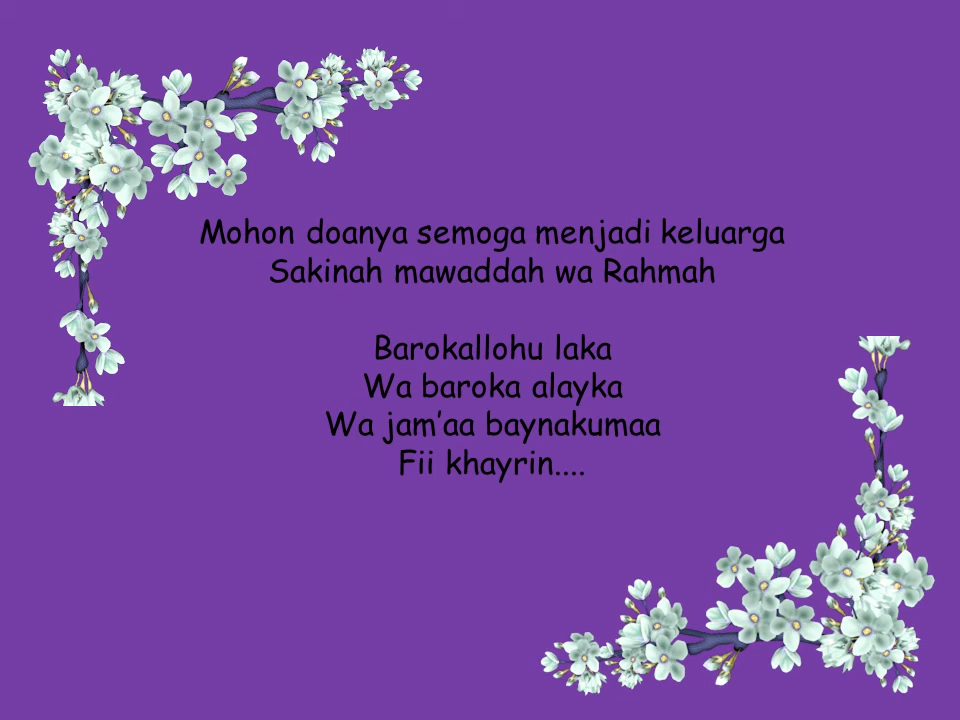 Mohon doanya semoga menjadi keluarga
Sakinah mawaddah wa Rahmah
Barokallohu laka
Wa baroka alayka
Wa jam’aa baynakumaa
Fii khayrin....